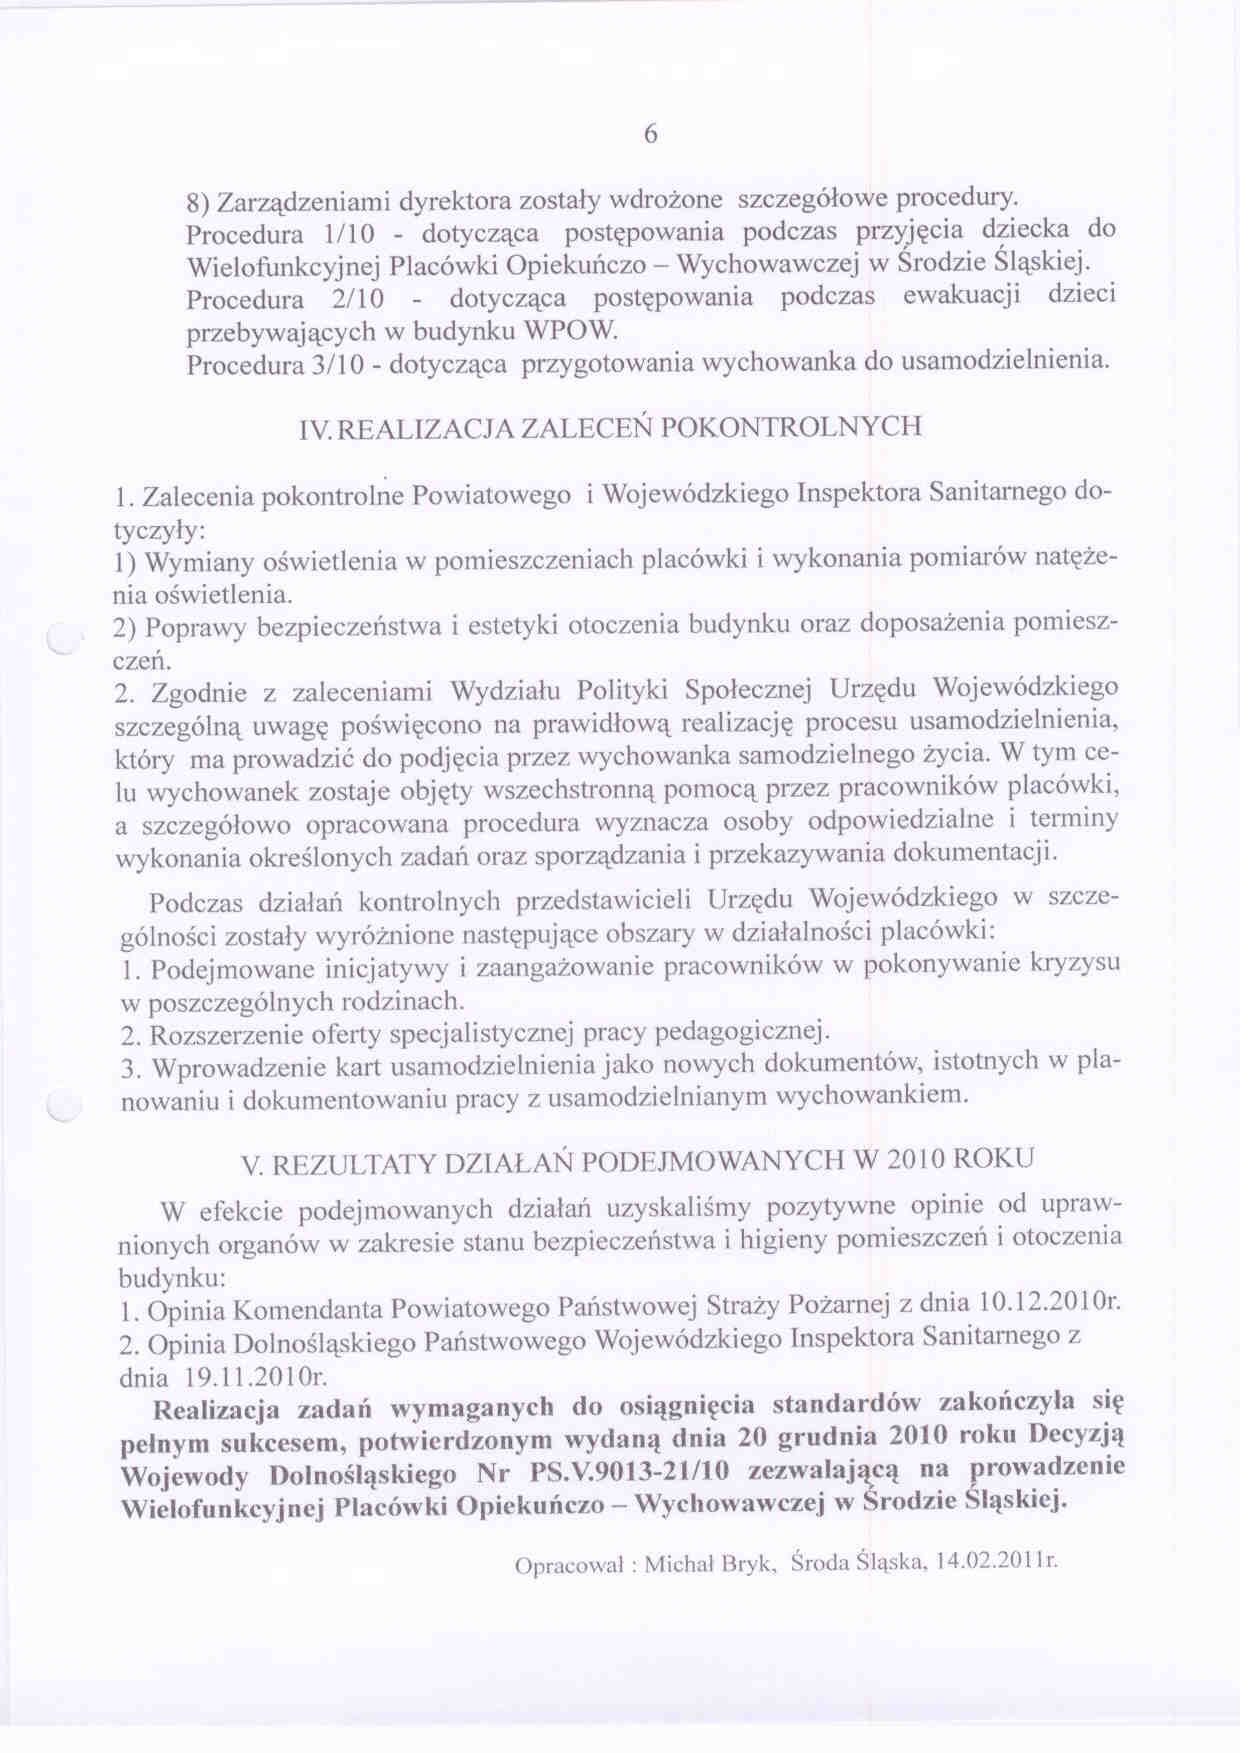 6
8) Zarządzeniami dyrektora zostały wdrożone szczegółowe procedury.
Procedura 1/10 - dotycząca postępowania podczas przyjęcia dziecka do
Wielofunkcyjnej Placówki Opiekuńczo – Wychowawczej w Środzie Śląskiej.
Procedura 2/10 - dotycząca postępowania podczas ewakuacji dzieci
przebywających w budynku WPOW.
Procedura 3/10 - dotycząca przygotowania wychowanka do usamodzielnienia.
IV. REALIZACJA ZALECEŃ POKONTROLNYCH
1. Zalecenia pokontrolne Powiatowego i Wojewódzkiego Inspektora Sanitarnego do-
tyczyły:
1) Wymiany oświetlenia w pomieszczeniach placówki i wykonania pomiarów natęże-
nia oświetlenia.
2) Poprawy bezpieczeństwa i estetyki otoczenia budynku oraz doposażenia pomiesz-
czeń.
2. Zgodnie z zaleceniami Wydziału Polityki Społecznej Urzędu Wojewódzkiego
szczególną uwagę poświęcono na prawidłową realizację procesu usamodzielnienia,
który ma prowadzić do podjęcia przez wychowanka samodzielnego życia. W tym ce-
lu wychowanek zostaje objęty wszechstronną pomocą przez pracowników placówki,
a szczegółowo opracowana procedura wyznacza osoby odpowiedzialne i terminy
wykonania określonych zadań oraz sporządzania i przekazywania dokumentacji.
Podczas działań kontrolnych przedstawicieli Urzędu Wojewódzkiego w szcze-
gólności zostały wyróżnione następujące obszary w działalności placówki:
1. Podejmowane inicjatywy i zaangażowanie pracowników w pokonywanie kryzysu
w poszczególnych rodzinach.
2. Rozszerzenie oferty specjalistycznej pracy pedagogicznej.
3. Wprowadzenie kart usamodzielnienia jako nowych dokumentów, istotnych w pla-
nowaniu i dokumentowaniu pracy z usamodzielnianym wychowankiem.
V. REZULTATY DZIAŁAŃ PODEJMOWANYCH W 2010 ROKU
W efekcie podejmowanych działań uzyskaliśmy pozytywne opinie od upraw-
nionych organów w zakresie stanu bezpieczeństwa i higieny pomieszczeń i otoczenia
budynku:
1. Opinia Komendanta Powiatowego Państwowej Straży Pożarnej z dnia 10.12.2010r.
2. Opinia Dolnośląskiego Państwowego Wojewódzkiego Inspektora Sanitarnego z
dnia 19.11.2010r.
Realizacja zadań wymaganych do osiągnięcia standardów zakończyła się
pełnym sukcesem, potwierdzonym wydaną dnia 20 grudnia 2010 roku Decyzją
Wojewody Dolnośląskiego Nr PS.V.9013-21/10 zezwalającą na prowadzenie
Wielofunkcyjnej Placówki Opiekuńczo – Wychowawczej w Środzie Śląskiej.
Opracował : Michał Bryk, Środa Śląska, 14.02.2011r.